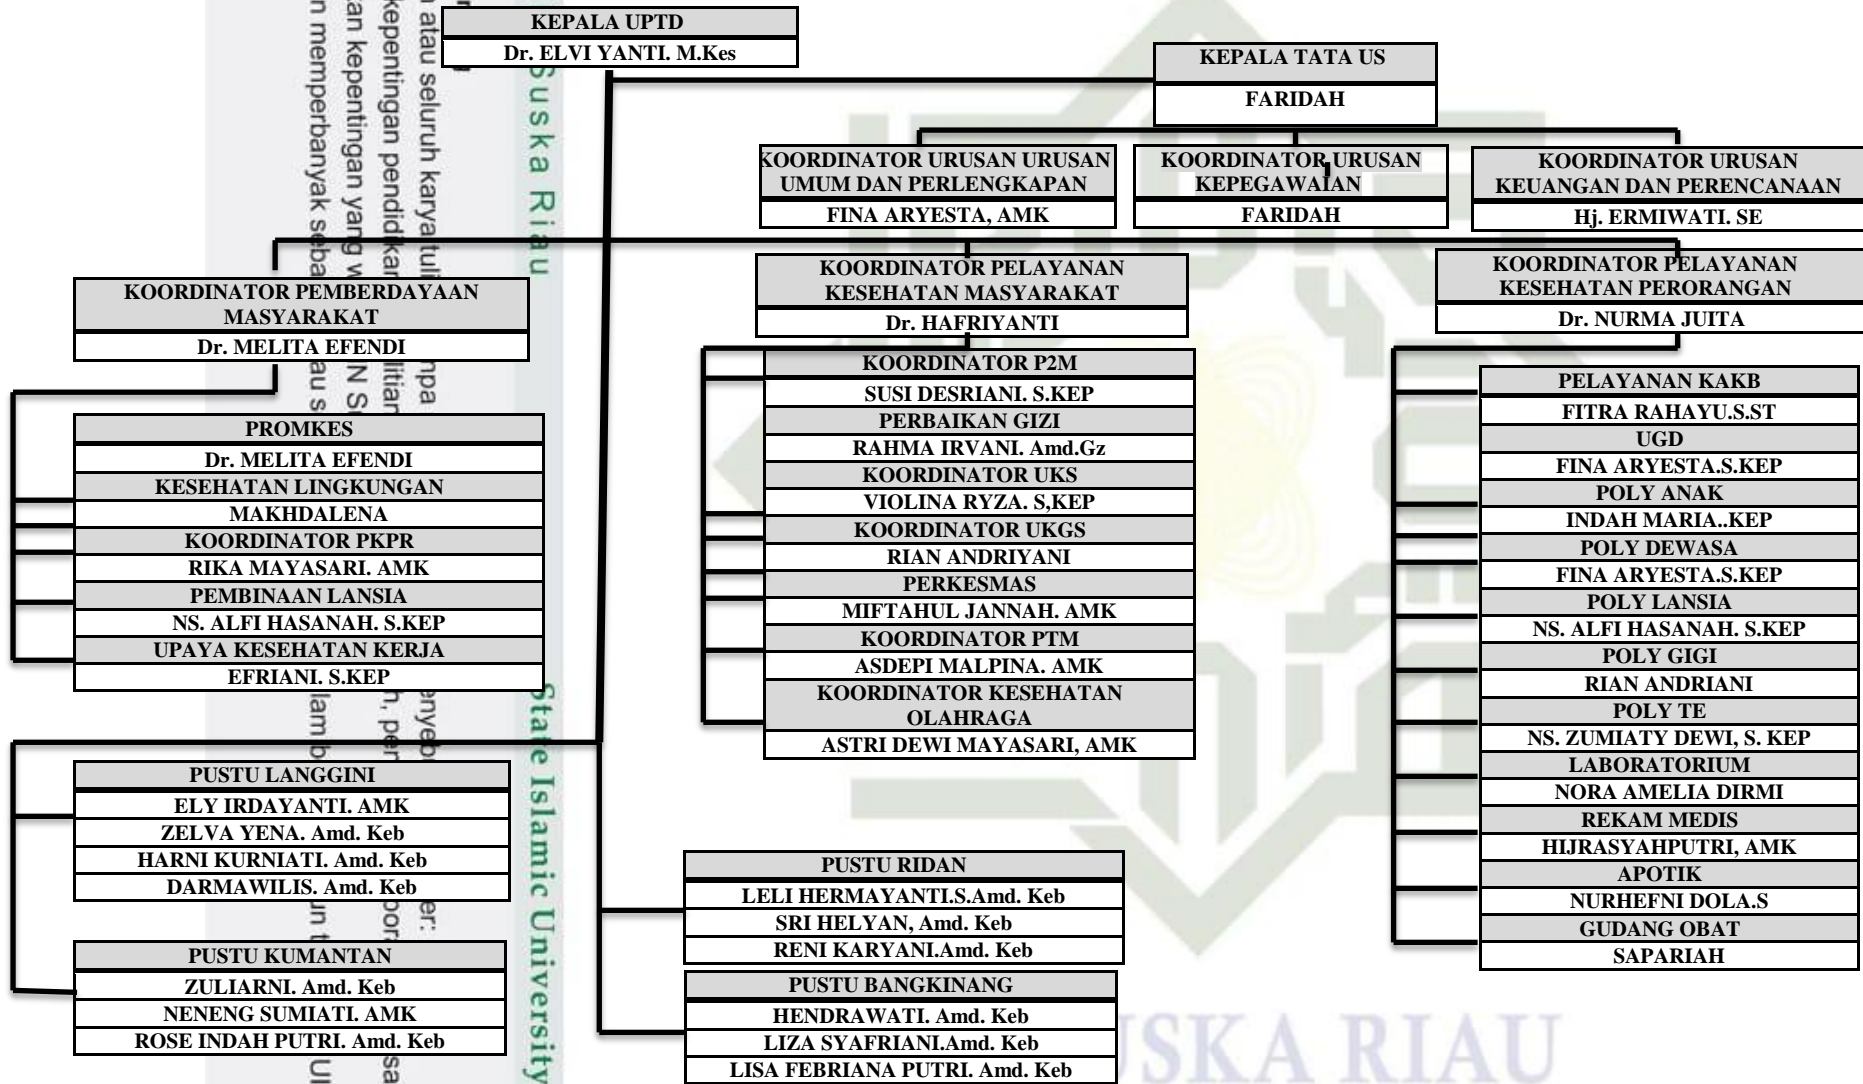 KEPALA UPTD
Dr. ELVI YANTI. M.Kes
KEPALA TATA US
FARIDAH
KOORDINATOR URUSAN URUSAN
UMUM DAN PERLENGKAPAN
FINA ARYESTA, AMK
KOORDINATOR URUSAN
KEPEGAWAIAN
FARIDAH
KOORDINATOR URUSAN
KEUANGAN DAN PERENCANAAN
Hj. ERMIWATI. SE
KOORDINATOR PEMBERDAYAAN
MASYARAKAT
Dr. MELITA EFENDI
KOORDINATOR PELAYANAN
KESEHATAN MASYARAKAT
Dr. HAFRIYANTI
KOORDINATOR PELAYANAN
KESEHATAN PERORANGAN
Dr. NURMA JUITA
PROMKES
Dr. MELITA EFENDI
KESEHATAN LINGKUNGAN
MAKHDALENA
KOORDINATOR PKPR
RIKA MAYASARI. AMK
PEMBINAAN LANSIA
NS. ALFI HASANAH. S.KEP
UPAYA KESEHATAN KERJA
EFRIANI. S.KEP
KOORDINATOR P2M
SUSI DESRIANI. S.KEP
PERBAIKAN GIZI
RAHMA IRVANI. Amd.Gz
KOORDINATOR UKS
VIOLINA RYZA. S,KEP
KOORDINATOR UKGS
RIAN ANDRIYANI
PERKESMAS
MIFTAHUL JANNAH. AMK
KOORDINATOR PTM
ASDEPI MALPINA. AMK
KOORDINATOR KESEHATAN
OLAHRAGA
ASTRI DEWI MAYASARI, AMK
PELAYANAN KAKB
FITRA RAHAYU.S.ST
UGD
FINA ARYESTA.S.KEP
POLY ANAK
INDAH MARIA..KEP
POLY DEWASA
FINA ARYESTA.S.KEP
POLY LANSIA
NS. ALFI HASANAH. S.KEP
POLY GIGI
RIAN ANDRIANI
POLY TE
NS. ZUMIATY DEWI, S. KEP
LABORATORIUM
NORA AMELIA DIRMI
REKAM MEDIS
HIJRASYAHPUTRI, AMK
APOTIK
NURHEFNI DOLA.S
GUDANG OBAT
SAPARIAH
PUSTU LANGGINI
ELY IRDAYANTI. AMK
ZELVA YENA. Amd. Keb
HARNI KURNIATI. Amd. Keb
DARMAWILIS. Amd. Keb
PUSTU KUMANTAN
ZULIARNI. Amd. Keb
NENENG SUMIATI. AMK
ROSE INDAH PUTRI. Amd. Keb
PUSTU RIDAN
LELI HERMAYANTI.S.Amd. Keb
SRI HELYAN, Amd. Keb
RENI KARYANI.Amd. Keb
PUSTU BANGKINANG
HENDRAWATI. Amd. Keb
LIZA SYAFRIANI.Amd. Keb
LISA FEBRIANA PUTRI. Amd. Keb
Suska Riau
State Islamic University
atau seluruh karya
kepentingan
kepentingan yang
memperbanyak
SKA RIAU